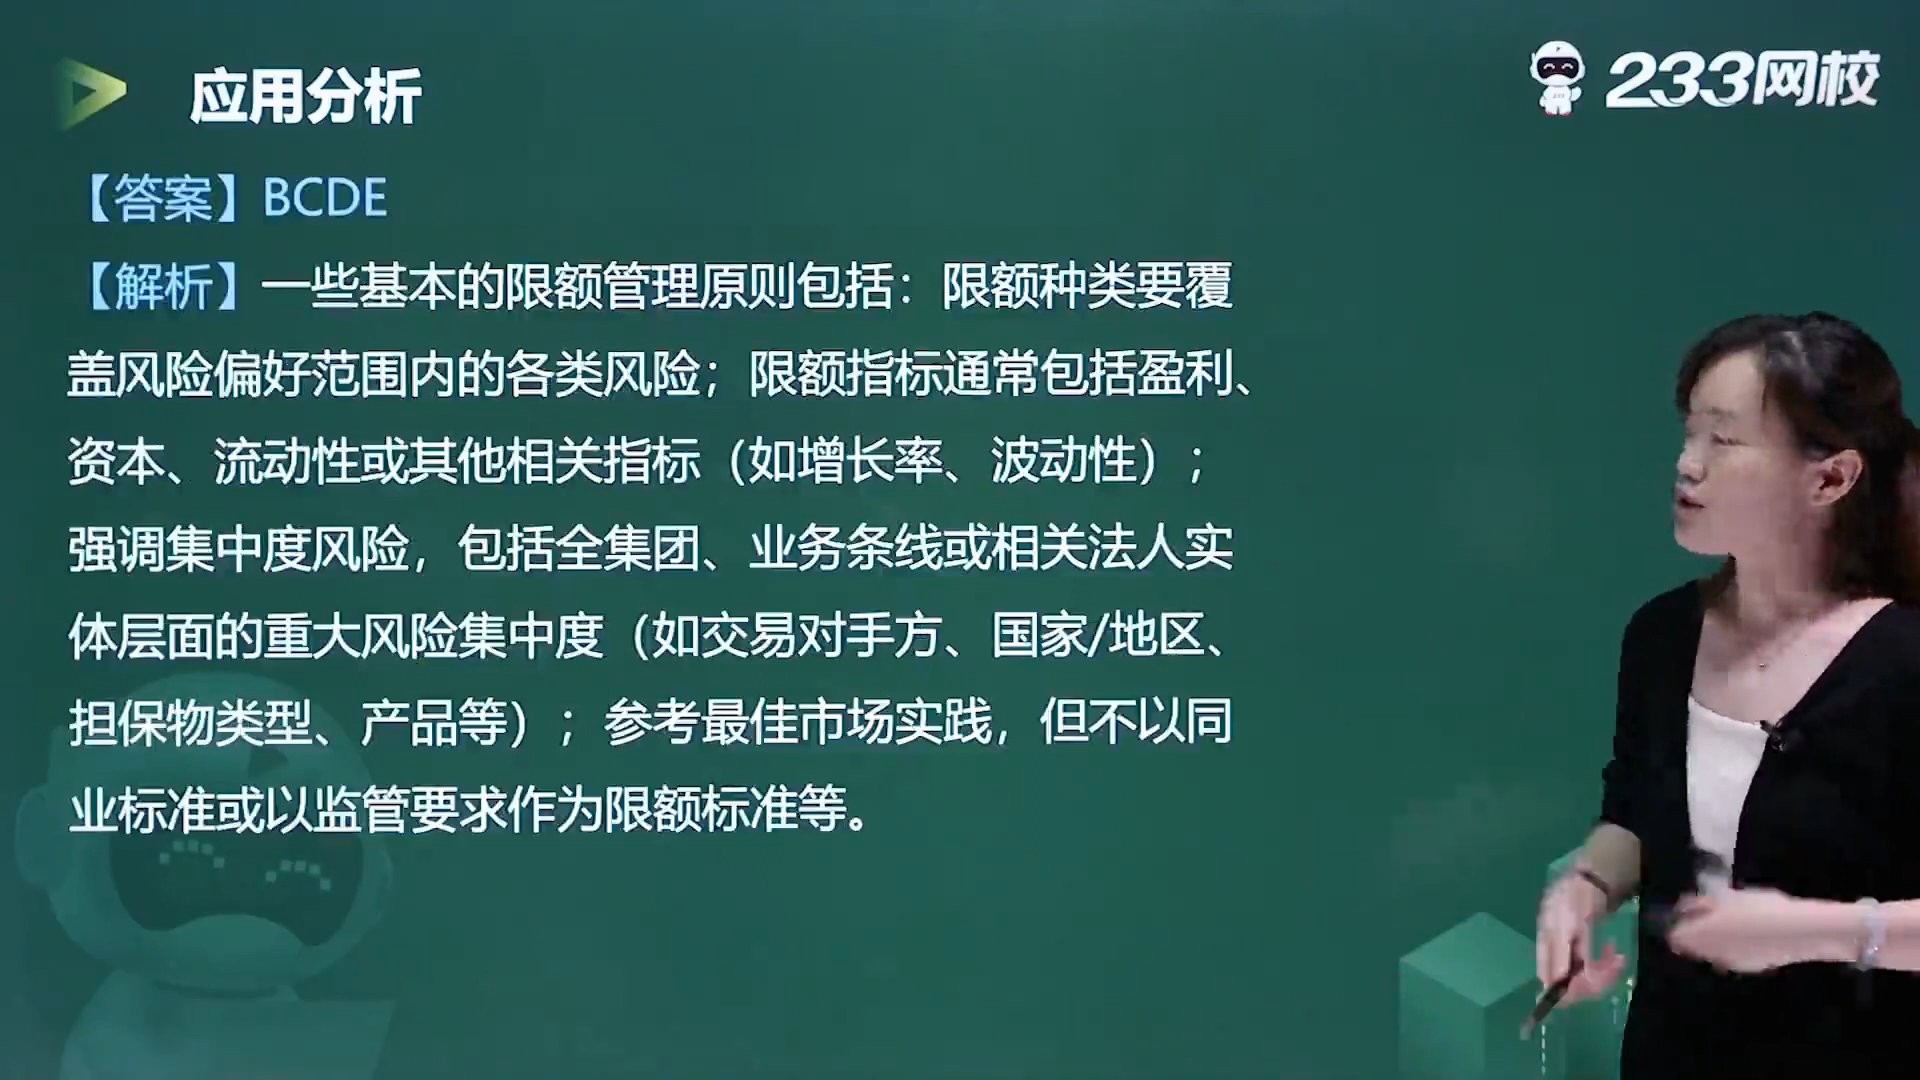 应用分析
233网校
【答案】BCDE
【解析】一些基本的限额管理原则包括：限额种类要覆
盖风险偏好范围内的各类风险；限额指标通常包括盈利、
资本、流动性或其他相关指标（如增长率、波动性）；
强调集中度风险，包括全集团、业务条线或相关法人实
体层面的重大风险集中度（如交易对手方、国家/地区、
担保物类型、产品等）；参考最佳市场实践，但不以同
业标准或以监管要求作为限额标准等。